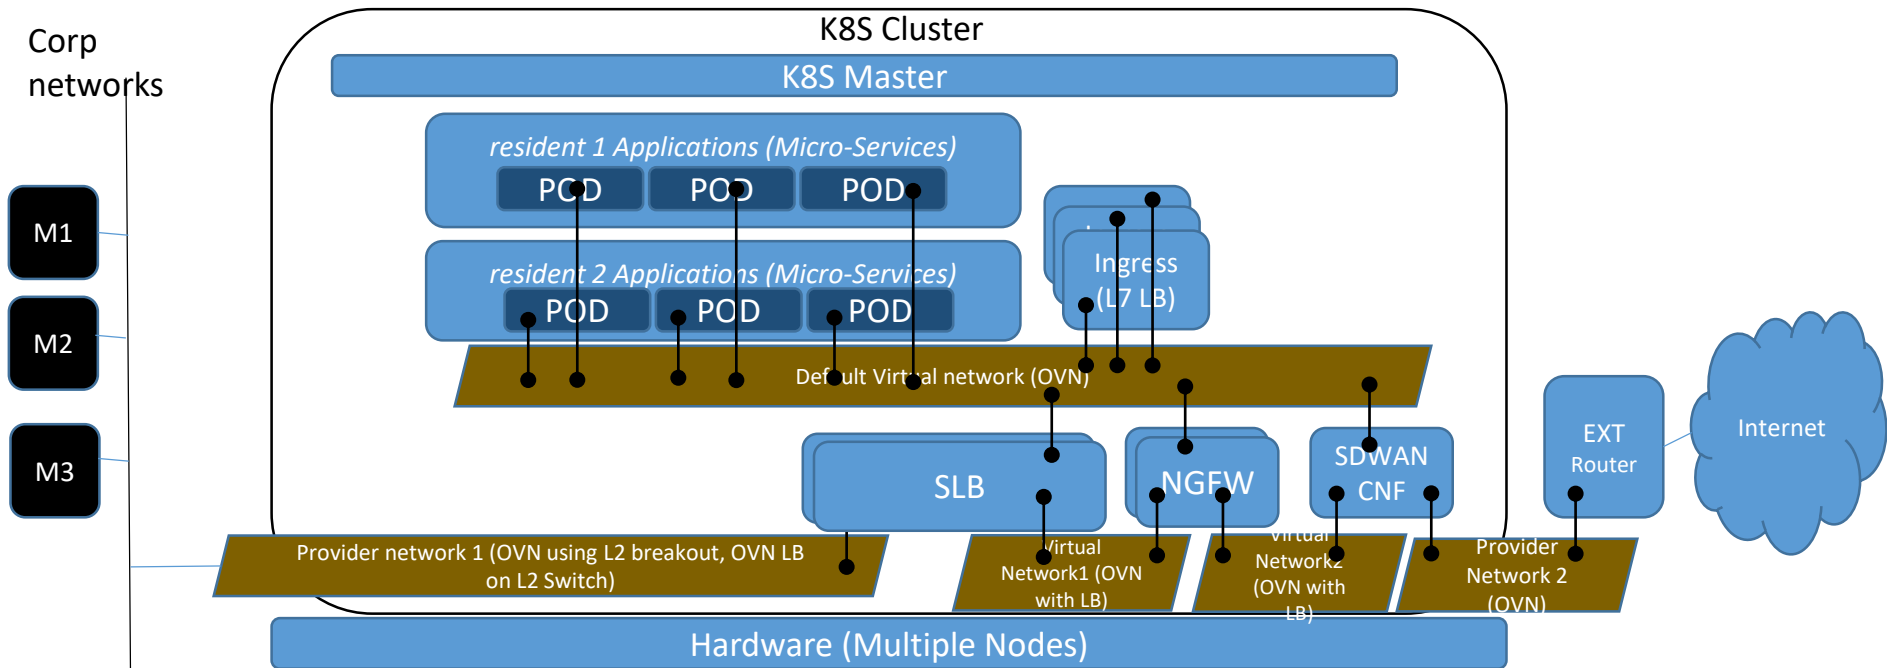 Corp
networks
K8S Cluster
K8S Master
resident 1 Applications (Micro-Services)
POD
POD
POD
M1
Ingress
(L7 LB)
resident 2 Applications (Micro-Services)
POD
POD
POD
M2
Default Virtual network (OVN)
M3
SLB
NGFW
SDWAN
CNF
EXT
Router
Internet
Provider network 1 (OVN using L2 breakout, OVN LB
on L2 Switch)
Virtual
Network1 (OVN
with LB)
Virtual
Network2
(OVN with
LB)
Provider
Network 2
(OVN)
Hardware (Multiple Nodes)